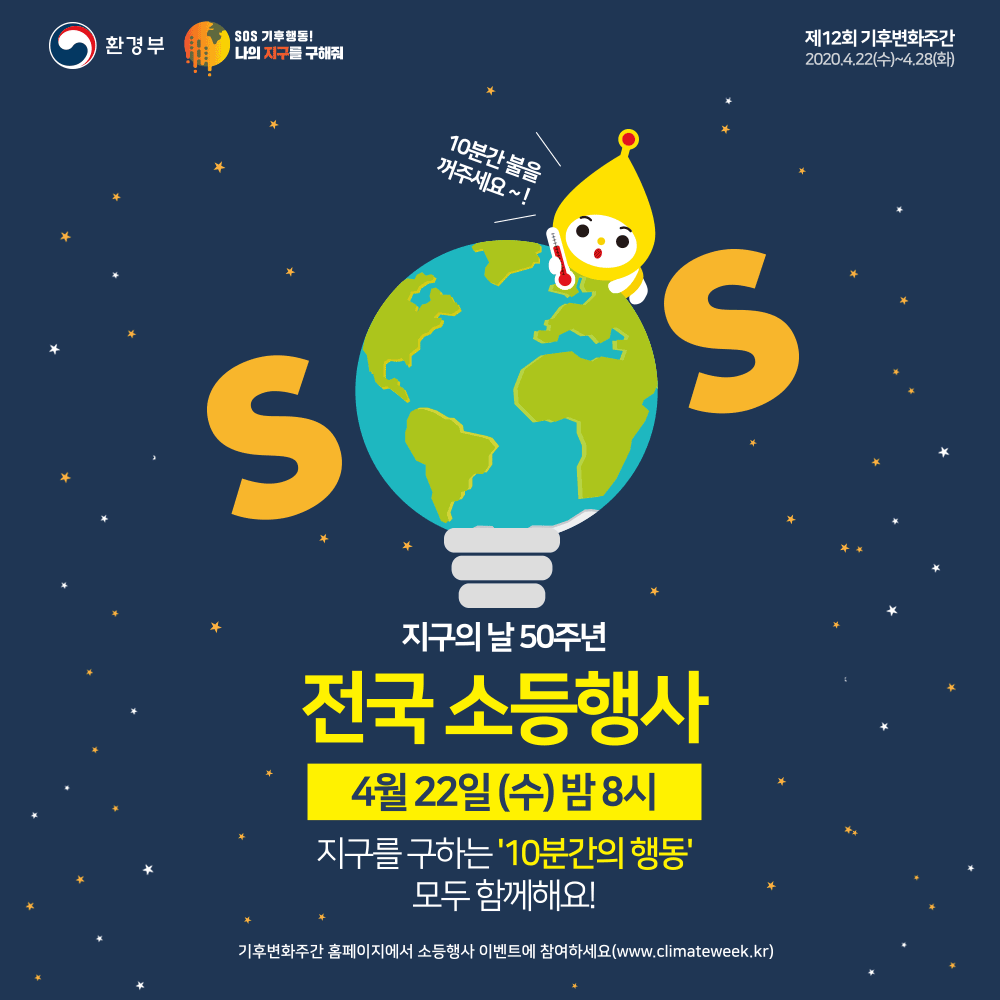 환경부
SOS 기후행동!
나의 지구를 구해줘
제12회 기후변화주간
2020.4.22(수)~4.28(화)
10분간 불을
꺼주세요 ~ !
S S
지구의 날 50주년
전국 소등행사
4월 22일 (수) 밤 8시
지구를 구하는 '10분간의 행동'
모두 함께해요!
기후변화주간 홈페이지에서 소등행사 이벤트에 참여하세요(www.climateweek.kr)